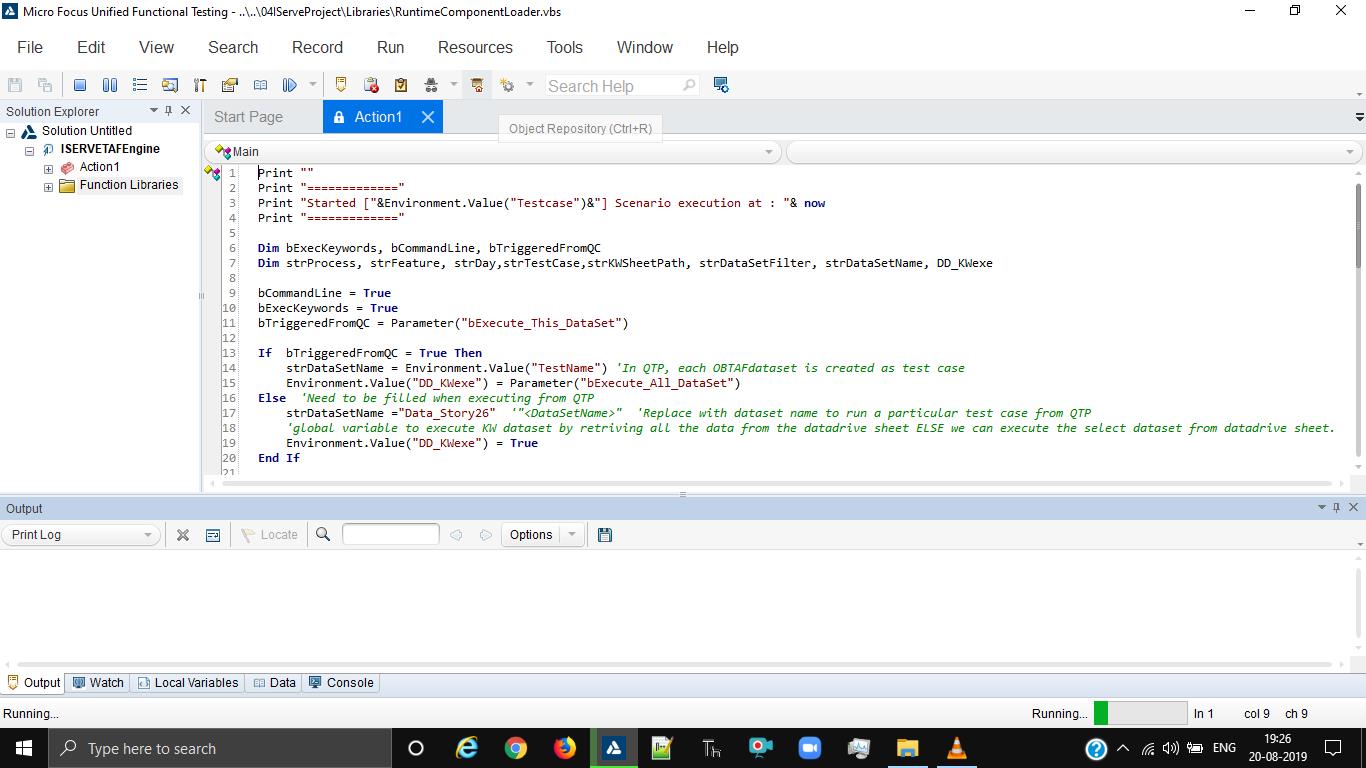 Micro Focus Unified Functional Testing - ..\..\04IServeProject\Libraries\RuntimeComponentLoader.vbs
File Edit View Search Record Run Resources Tools Window Help
Search Help
Solution Explorer
Start Page
Action1
Object Repository (Ctrl+R)
Solution Untitled
ISERVETAFEngine
Action1
Function Libraries
Main
1 Print ""
2 Print "============="
3 Print "Started ["&Environment.Value("Testcase")&"] Scenario execution at : "& now
4 Print "============="
5
6 Dim bExecKeywords, bCommandLine, bTriggeredFromQC
7 Dim strProcess, strFeature, strDay,strTestCase,strKWSheetPath, strDataSetFilter, strDataSetName, DD_KWexe
8
9 bCommandLine = True
10 bExecKeywords = True
11 bTriggeredFromQC = Parameter("bExecute_This_DataSet")
12
13 If bTriggeredFromQC = True Then
14 strDataSetName = Environment.Value("TestName") 'In QTP, each OBTAFdataset is created as test case
15 Environment.Value("DD_KWexe") = Parameter("bExecute_All_DataSet")
16 Else 'Need to be filled when executing from QTP
17 strDataSetName ="Data_Story26" '"<DataSetName>" 'Replace with dataset name to run a particular test case from QTP
18 'global variable to execute KW dataset by retriving all the data from the datadrive sheet ELSE we can execute the select dataset from datadrive sheet.
19 Environment.Value("DD_KWexe") = True
20 End If
21
Output
Print Log
Locate
Options
Output Watch Local Variables Data Console
Running...
Running... ln 1 col 9 ch 9
Type here to search
ENG
19:26
20-08-2019